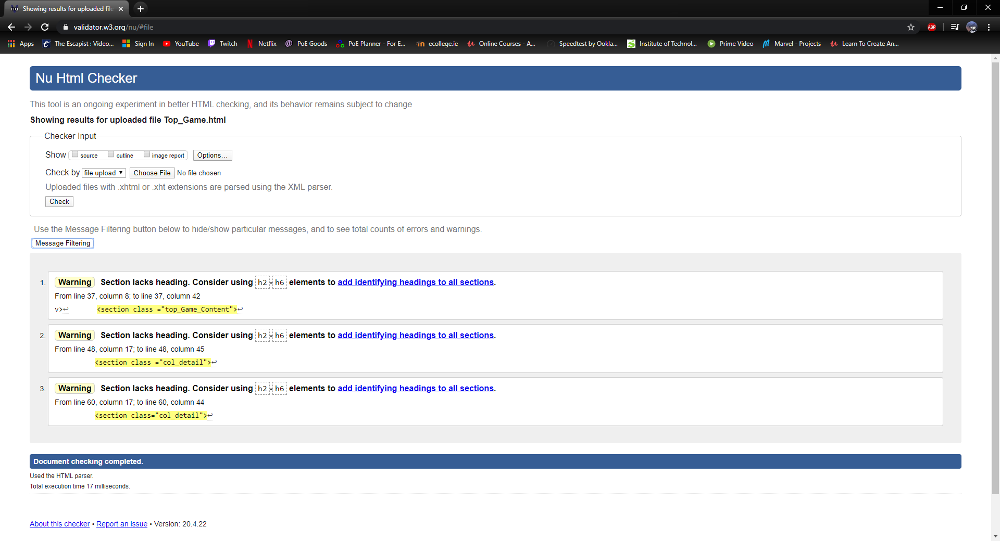 Showing results for uploaded file
validator.w3.org/nu/#file
ABP
Apps The Escapist : Video... Sign In YouTube Twitch Netflix PoE Goods PoE Planner - For E... ecollege.ie Online Courses - A... Speedtest by Ookla... Institute of Technol... Prime Video Marvel - Projects Learn To Create An...
Nu Html Checker
This tool is an ongoing experiment in better HTML checking, and its behavior remains subject to change
Showing results for uploaded file Top_Game.html
Checker Input
Show source outline image report Options...
Check by file upload Choose File No file chosen
Uploaded files with .xhtml or .xht extensions are parsed using the XML parser.
Check
Use the Message Filtering button below to hide/show particular messages, and to see total counts of errors and warnings.
Message Filtering
1. Warning Section lacks heading. Consider using h2-h6 elements to add identifying headings to all sections.
From line 37, column 8; to line 37, column 42
v>↩ <section class ="top_Game_Content">↩
2. Warning Section lacks heading. Consider using h2-h6 elements to add identifying headings to all sections.
From line 48, column 17; to line 48, column 45
<section class ="col_detail">↩
3. Warning Section lacks heading. Consider using h2-h6 elements to add identifying headings to all sections.
From line 60, column 17; to line 60, column 44
<section class="col_detail">↩
Document checking completed.
Used the HTML parser.
Total execution time 17 milliseconds.
About this checker • Report an issue • Version: 20.4.22